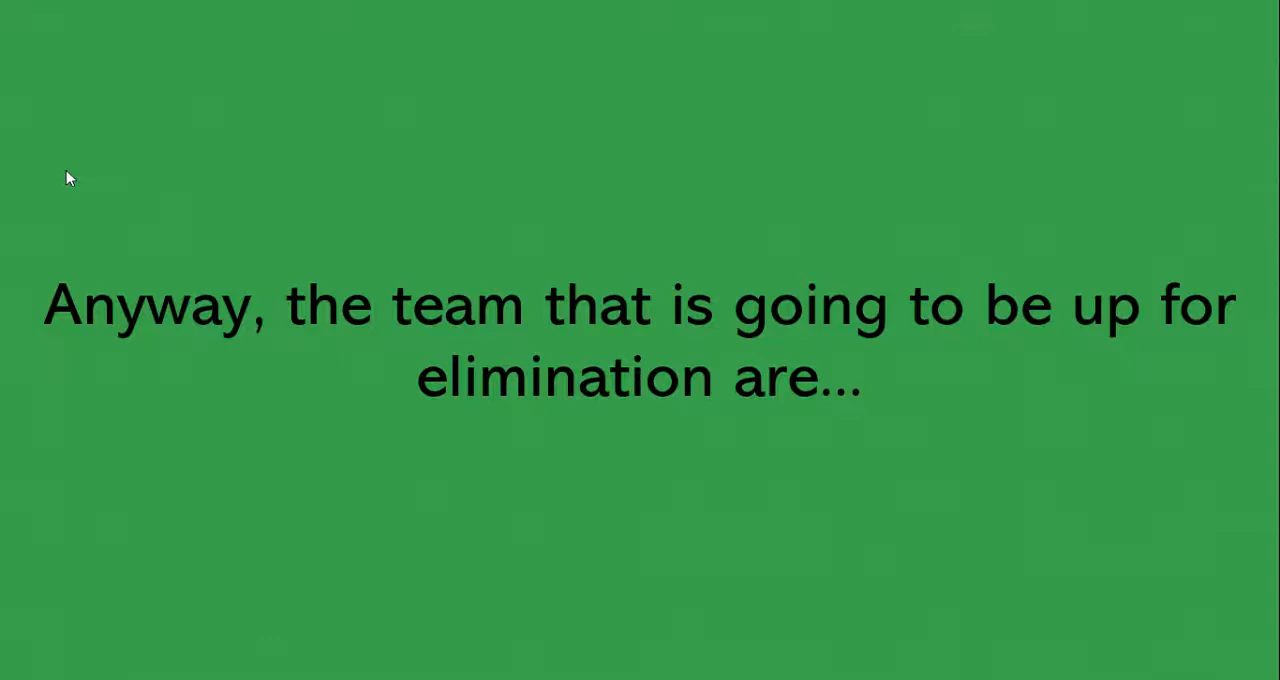 Anyway, the team that is going to be up for
elimination are...